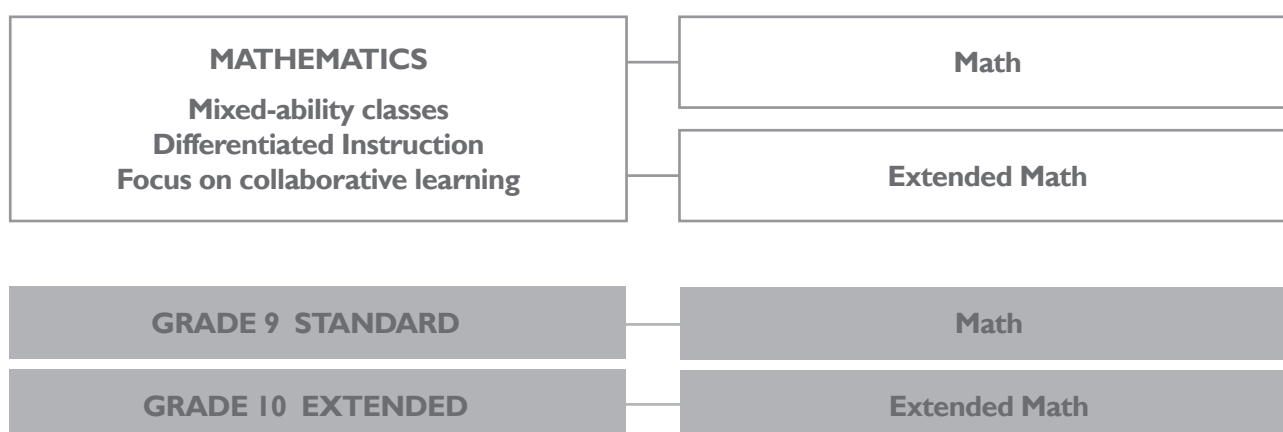 MATHEMATICS
Mixed-ability classes
Differentiated Instruction
Focus on collaborative learning
Math
Extended Math
GRADE 9 STANDARD
Math
GRADE 10 EXTENDED
Extended Math